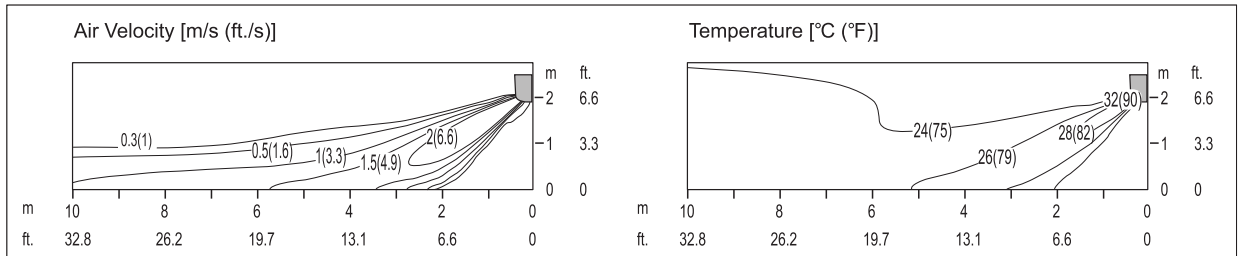 Air Velocity [m/s (ft./s)]
m ft.
2 6.6
1 3.3
0 0
0.3(1)
0.5(1.6)
1(3.3)
1.5(4.9)
2(6.6)
m 10 8 6 4 2 0
ft. 32.8 26.2 19.7 13.1 6.6 0
Temperature [°C (°F)]
m ft.
2 6.6
1 3.3
0 0
32(90)
24(75)
28(82)
26(79)
m 10 8 6 4 2 0
ft. 32.8 26.2 19.7 13.1 6.6 0